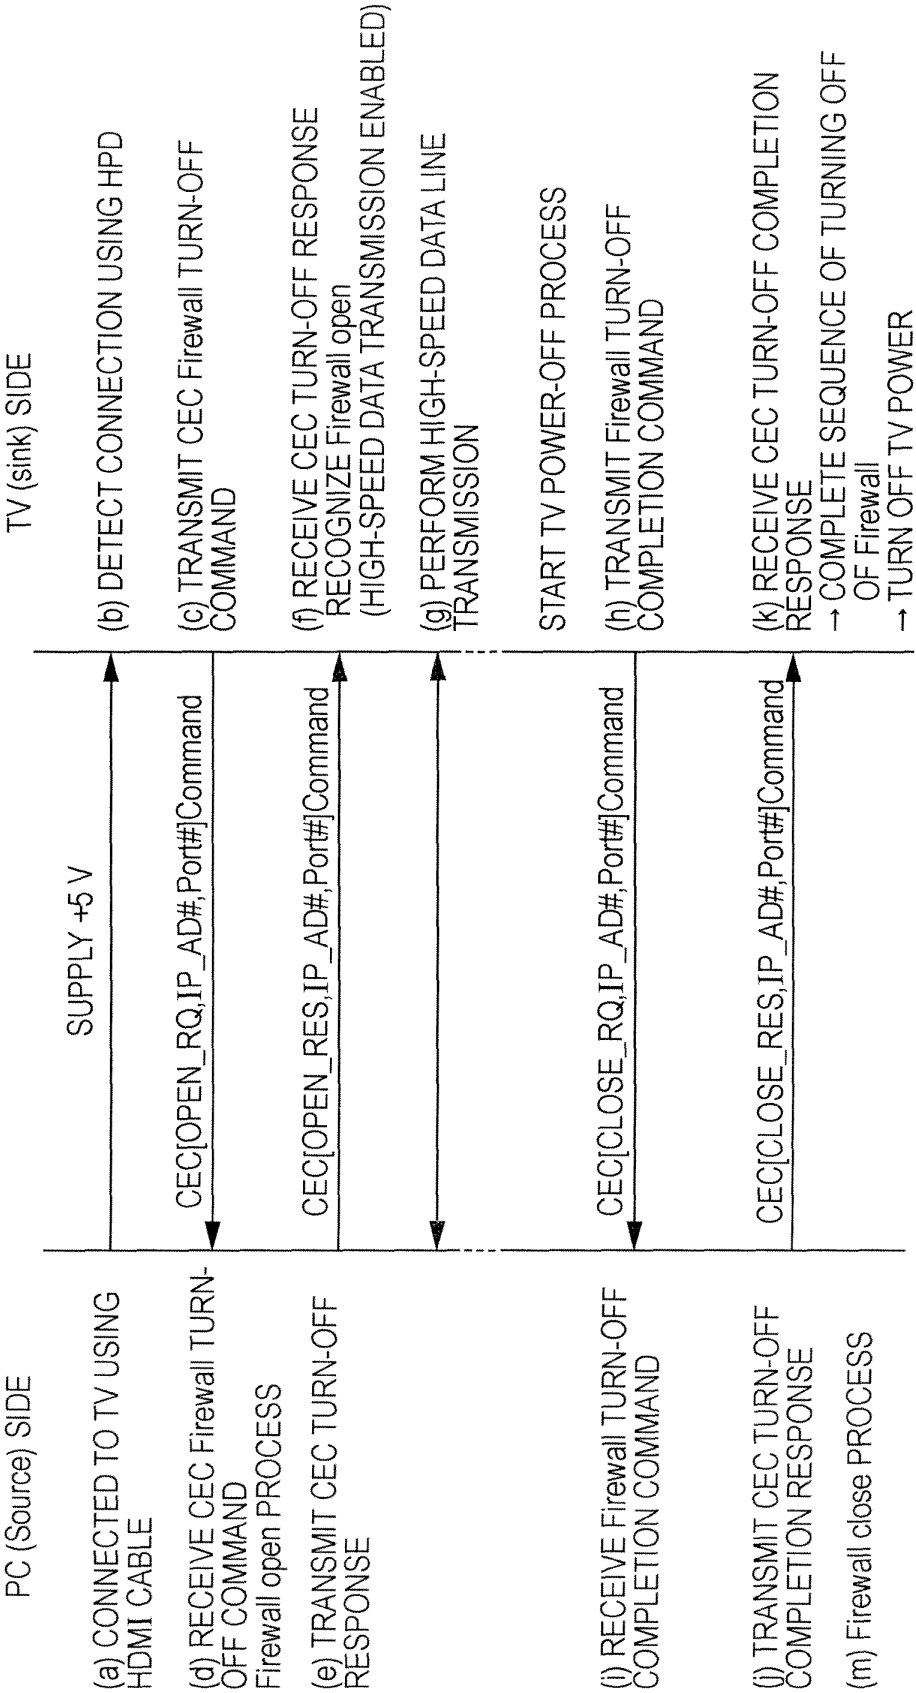 PC (Source) SIDE
TV (sink) SIDE
(a) CONNECTED TO TV USING
HDMI CABLE
SUPPLY +5 V
(b) DETECT CONNECTION USING HPD
(c) TRANSMIT CEC Firewall TURN-OFF
COMMAND
CEC[OPEN_RQ,IP_AD#,Port#]Command
(d) RECEIVE CEC Firewall TURN-
OFF COMMAND
Firewall open PROCESS
(e) TRANSMIT CEC TURN-OFF
RESPONSE
CEC[OPEN_RES,IP_AD#,Port#]Command
(f) RECEIVE CEC TURN-OFF RESPONSE
RECOGNIZE Firewall open
(HIGH-SPEED DATA TRANSMISSION ENABLED)
(g) PERFORM HIGH-SPEED DATA LINE
TRANSMISSION
START TV POWER-OFF PROCESS
(h) TRANSMIT Firewall TURN-OFF
COMPLETION COMMAND
CEC[CLOSE_RQ,IP_AD#,Port#]Command
(i) RECEIVE Firewall TURN-OFF
COMPLETION COMMAND
(j) TRANSMIT CEC TURN-OFF
COMPLETION RESPONSE
CEC[CLOSE_RES,IP_AD#,Port#]Command
(k) RECEIVE CEC TURN-OFF COMPLETION
RESPONSE
→ COMPLETE SEQUENCE OF TURNING OFF
OF Firewall
→ TURN OFF TV POWER
(m) Firewall close PROCESS